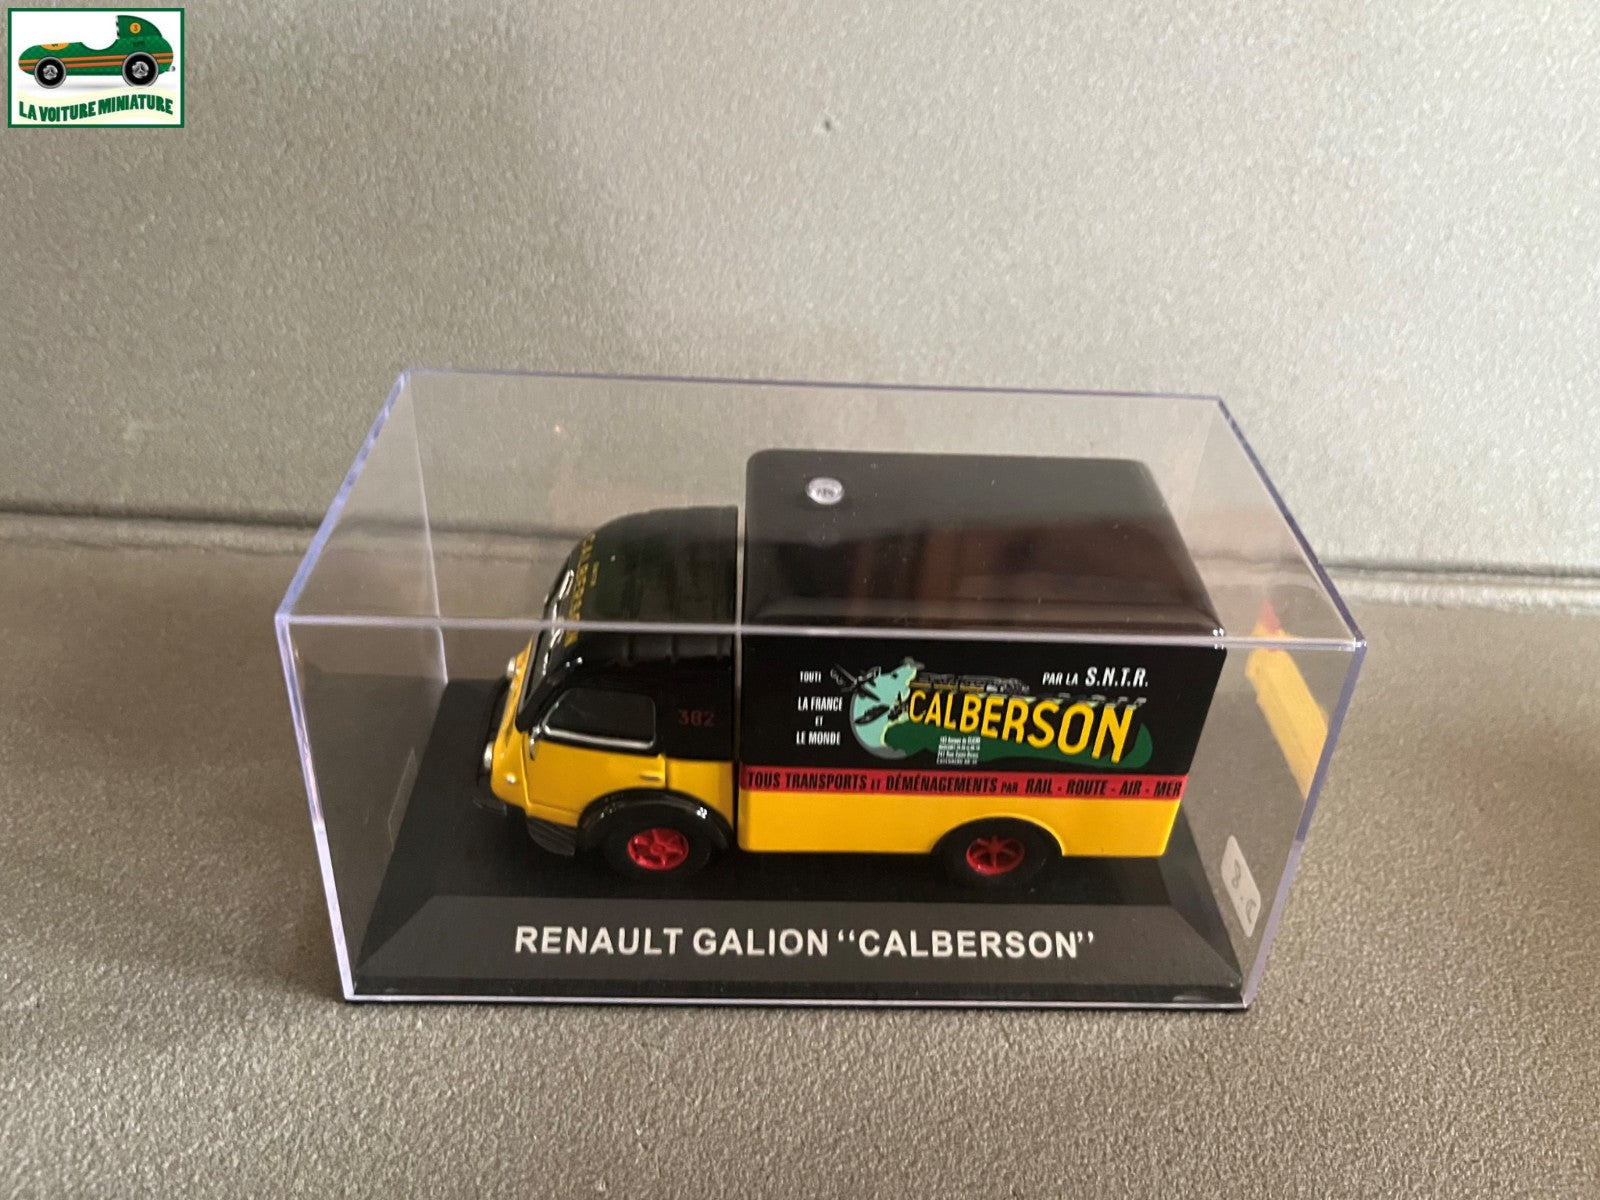 LA VOITURE MINIATURE
CALBERSON
382
TOUTE
LA FRANCE
ET
LE MONDE
PAR LA S.N.T.R.
CALBERSON
TOUS TRANSPORTS ET DÉMÉNAGEMENTS PAR RAIL - ROUTE - AIR - MER
RENAULT GALION "CALBERSON"